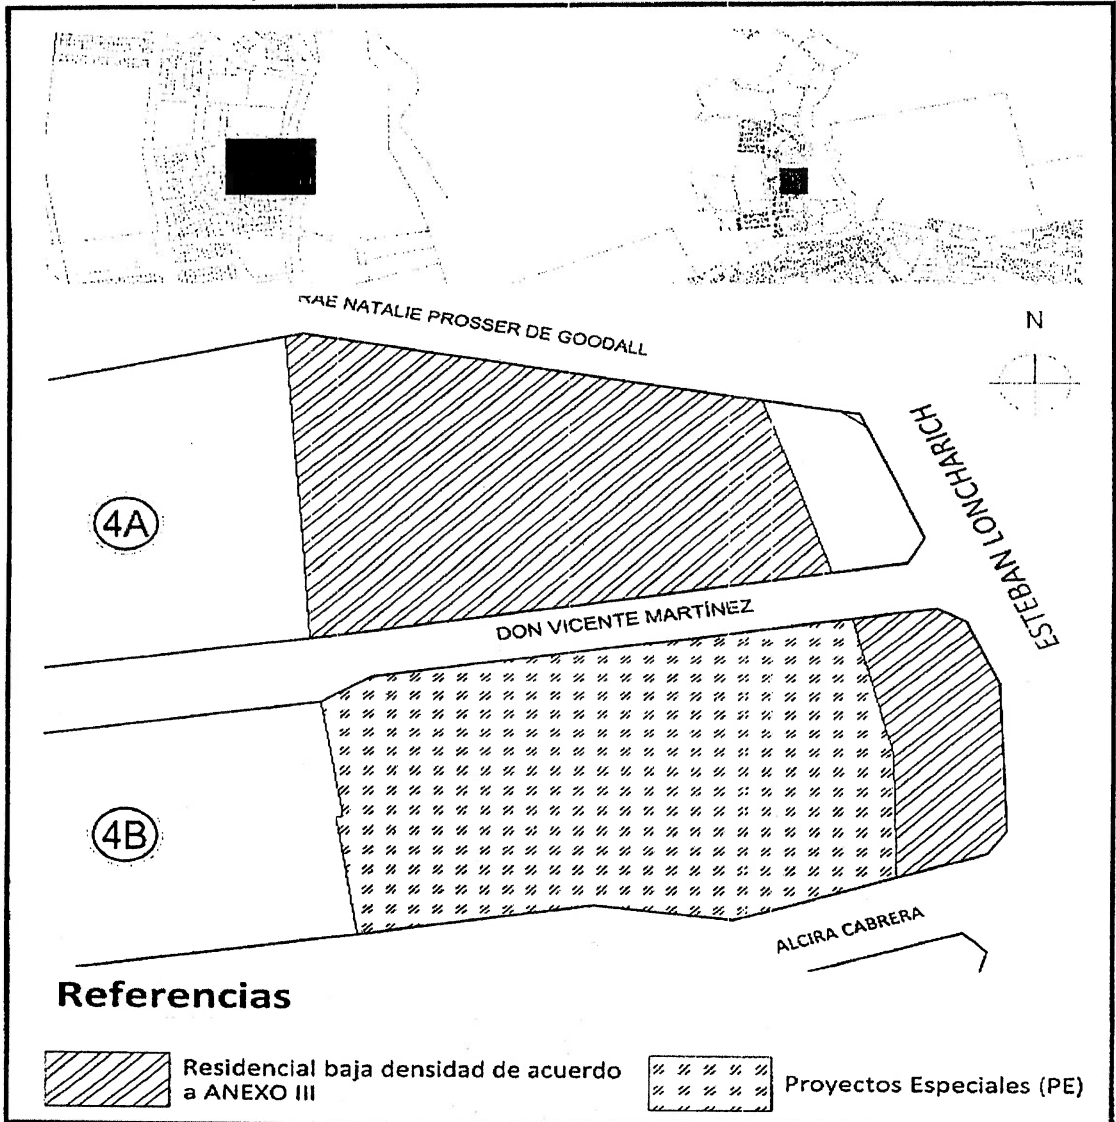 RAE NATALIE PROSSER DE GOODALL
N
ESTEBAN LONCHARICH
4A
DON VICENTE MARTÍNEZ
4B
ALCIRA CABRERA
Referencias
Residencial baja densidad de acuerdo
a ANEXO III
Proyectos Especiales (PE)